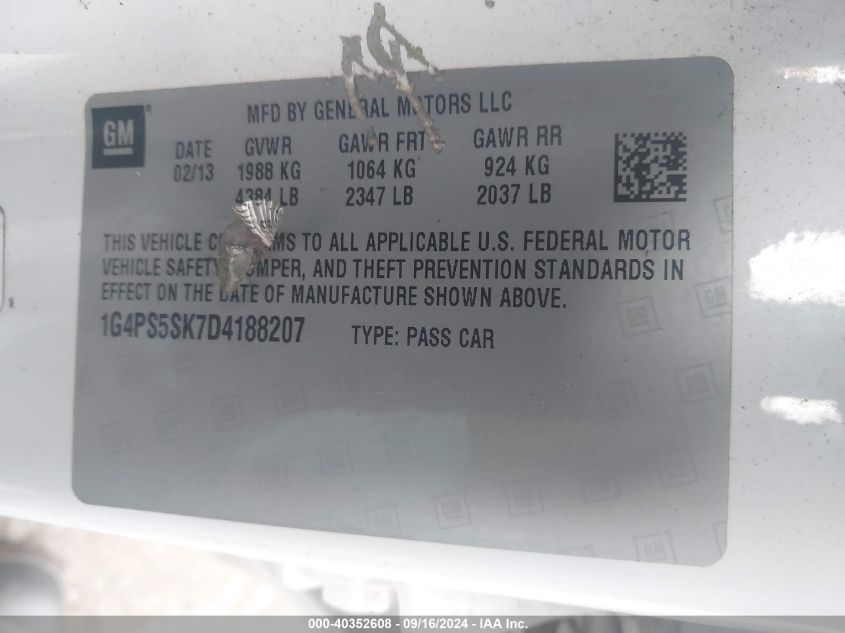 GM
MFD BY GENERAL MOTORS LLC
DATE GVWR GAWR FRT GAWR RR
02/13 1988 KG 1064 KG 924 KG
4384 LB 2347 LB 2037 LB
THIS VEHICLE TO ALL APPLICABLE U.S. FEDERAL MOTOR
VEHICLE SAFETY, AND THEFT PREVENTION STANDARDS IN
EFFECT ON THE DATE OF MANUFACTURE SHOWN ABOVE.
1G4PS5SK7D4188207 TYPE: PASS CAR
000-40352608 - 09/16/2024 - IAA Inc.